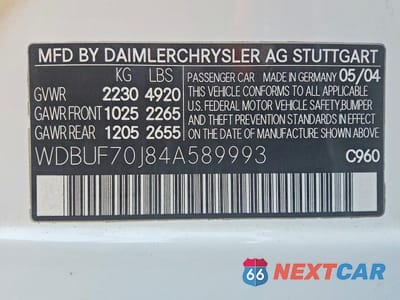 MFD BY DAIMLERCHRYSLER AG STUTTGART
KG LBS
GVWR 2230 4920
GAWR FRONT 1025 2265
GAWR REAR 1205 2655
PASSENGER CAR MADE IN GERMANY 05/04
THIS VEHICLE CONFORMS TO ALL
APPLICABLE U.S. FEDERAL MOTOR
VEHICLE SAFETY, BUMPER
AND THEFT PREVENTION STANDARDS
IN EFFECT ON THE DATE OF
MANUFACTURE SHOWN ABOVE
WDBUF70J84A589993 C960
66 NEXTCAR